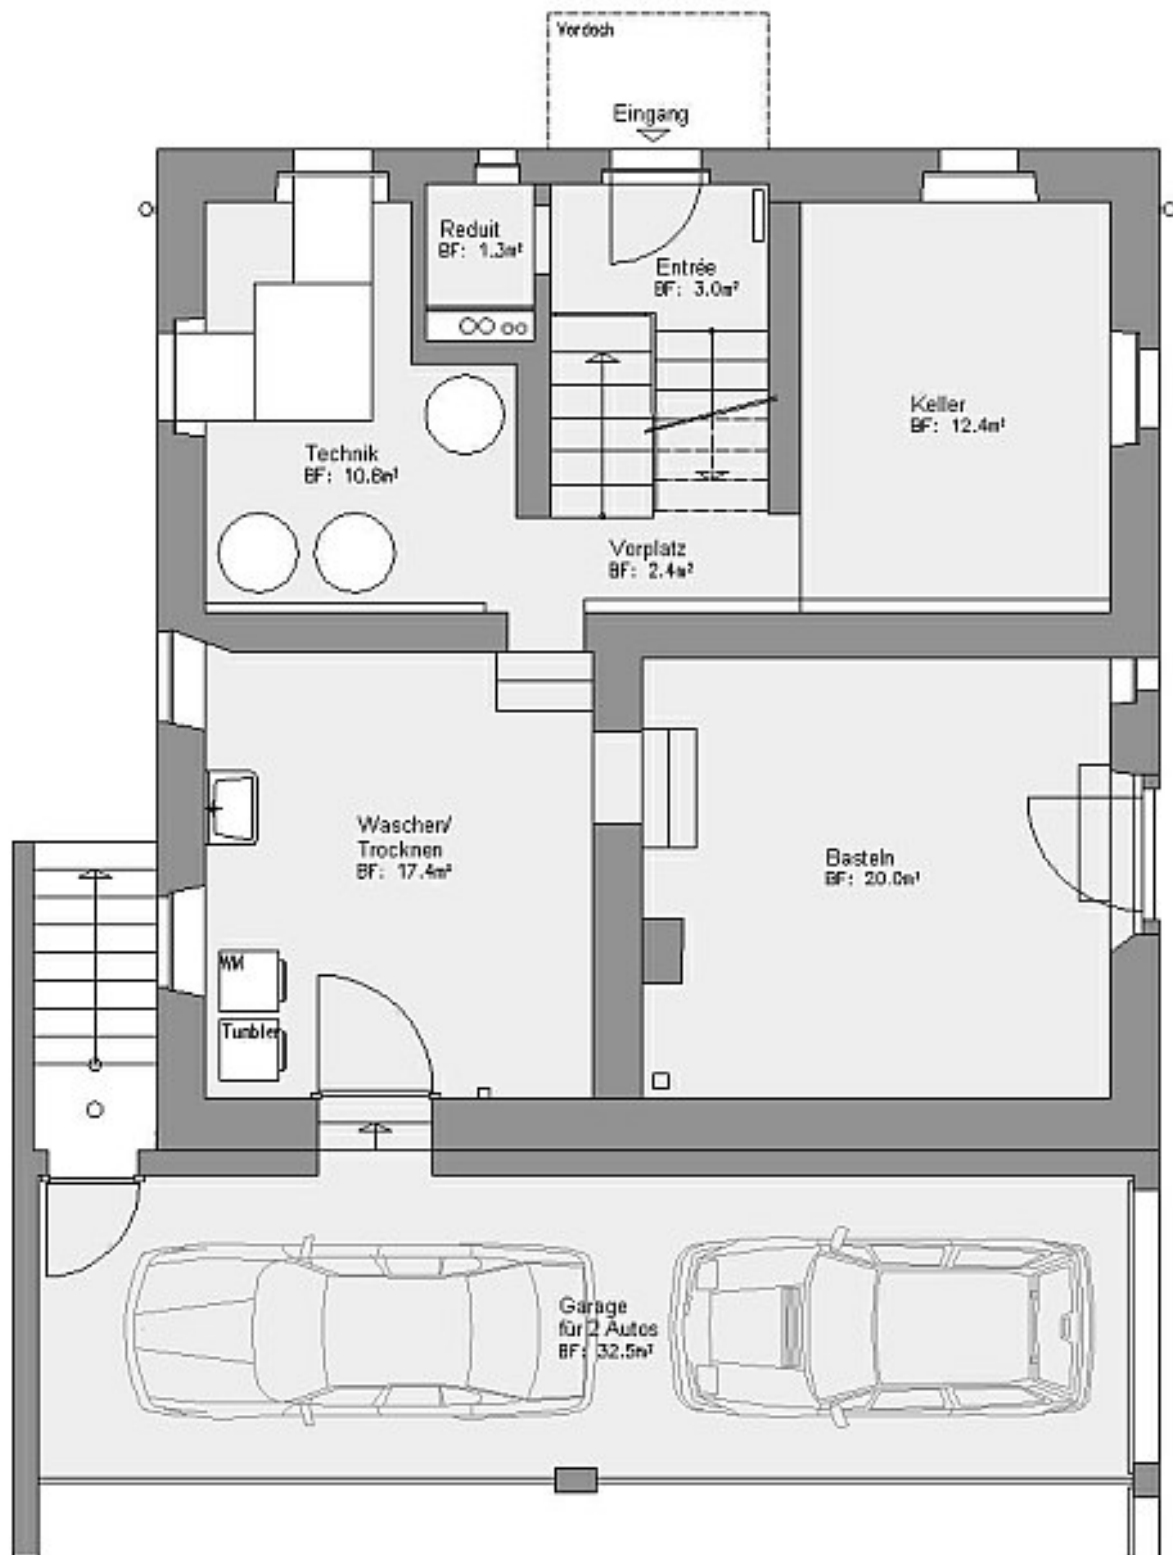 Vordach
Eingang
Reduit
BF: 1.3m²
Entrée
BF: 3.0m²
Keller
BF: 12.4m²
Technik
BF: 10.8m²
Vorplatz
BF: 2.4m²
Waschen/
Trocknen
BF: 17.4m²
Basteln
BF: 20.0m²
WM
Tumbler
Garage
für 2 Autos
BF: 32.5m²